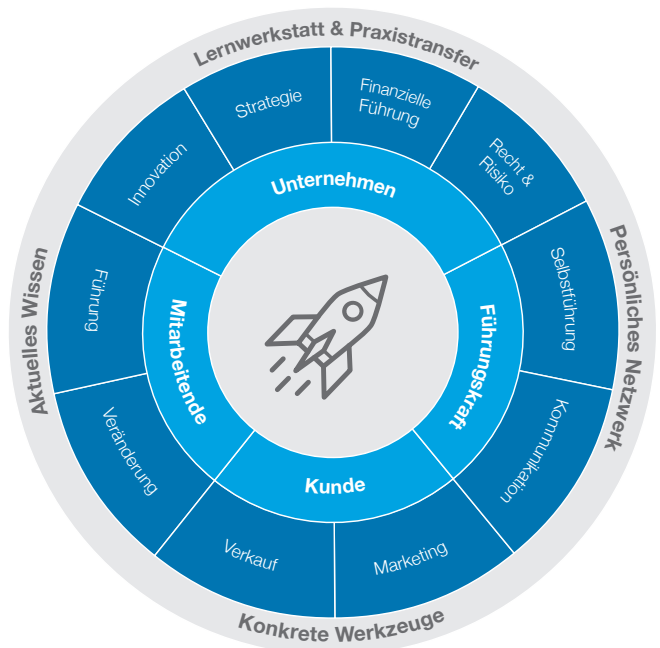 Lernwerkstatt & Praxistransfer
Strategie
Finanzielle
Führung
Innovation
Recht &
Risiko
Unternehmen
Führung
Selbstführung
Aktuelles Wissen
Mitarbeitende
Führungskraft
Persönliches Netzwerk
Veränderung
Kommunikation
Kunde
Verkauf
Marketing
Konkrete Werkzeuge